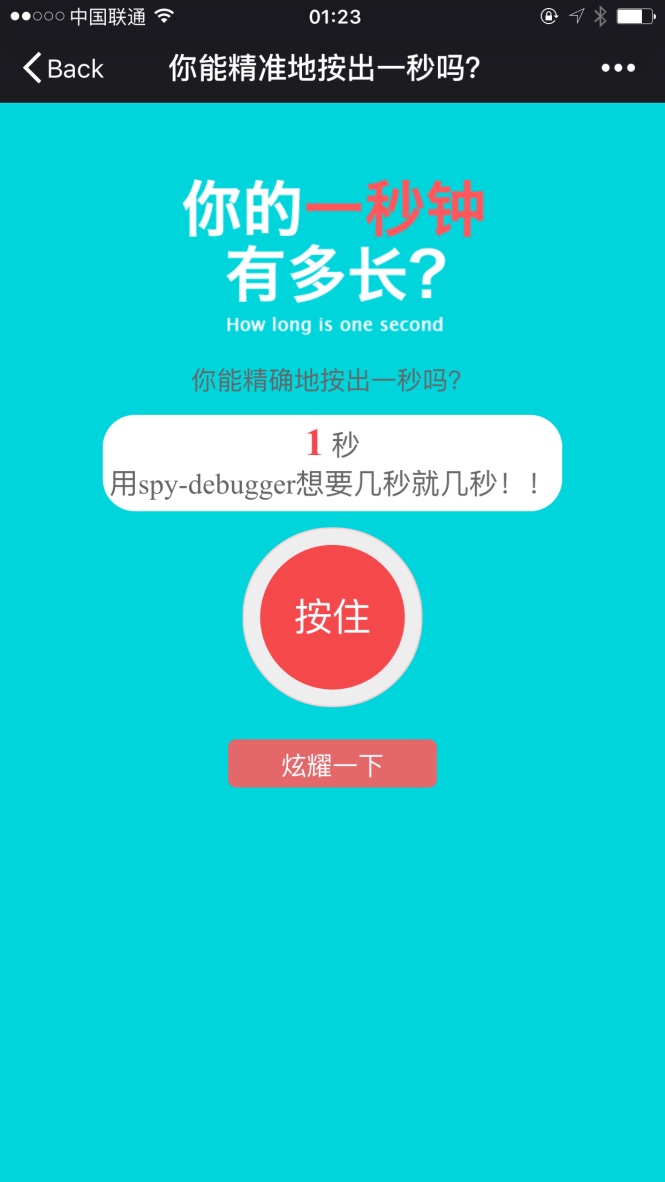 中国联通 01:23
Back 你能精准地按出一秒吗?
你的一秒钟
有多长?
How long is one second
你能精确地按出一秒吗?
1 秒
用spy-debugger想要几秒就几秒！！
按住
炫耀一下